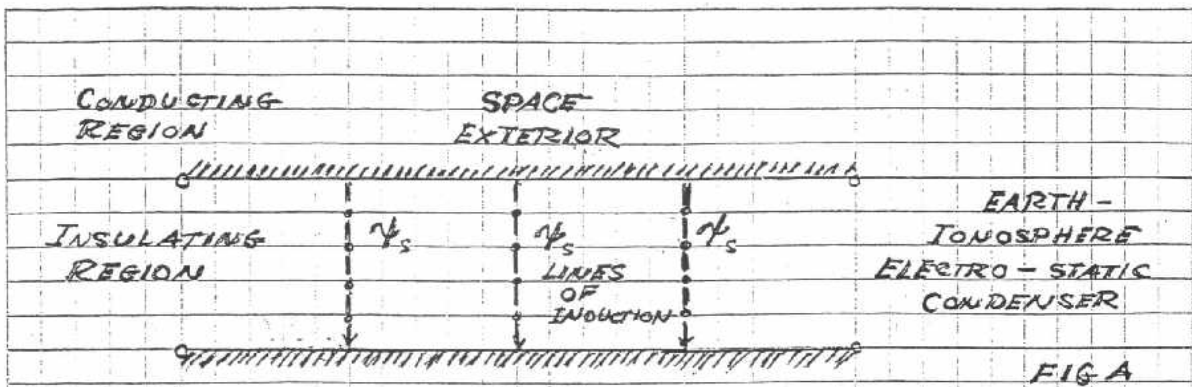 CONDUCTING
REGION
SPACE
EXTERIOR
INSULATING
REGION
ψs
ψs
LINES
OF
INDUCTION
ψs
EARTH -
IONOSPHERE
ELECTRO - STATIC
CONDENSER
FIG A